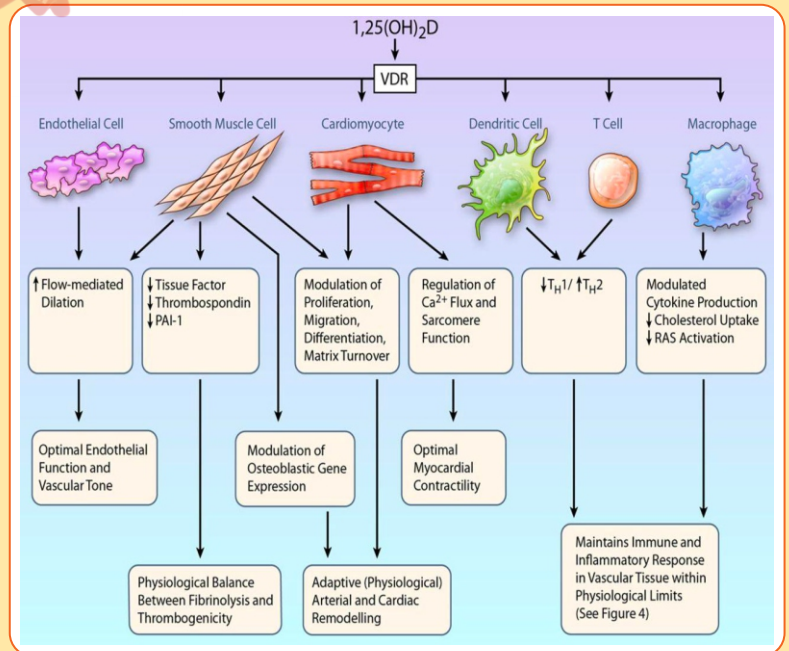 1,25(OH)₂D
VDR
Endothelial Cell
Smooth Muscle Cell
Cardiomyocyte
Dendritic Cell
T Cell
Macrophage
↑ Flow-mediated
Dilation
↓ Tissue Factor
↓ Thrombospondin
↓ PAI-1
Modulation of
Proliferation,
Migration,
Differentiation,
Matrix Turnover
Regulation of
Ca²⁺ Flux and
Sarcomere
Function
↓T_H1/ ↑T_H2
Modulated
Cytokine Production
↓ Cholesterol Uptake
↓ RAS Activation
Optimal Endothelial
Function and
Vascular Tone
Modulation of
Osteoblastic Gene
Expression
Optimal
Myocardial
Contractility
Physiological Balance
Between Fibrinolysis and
Thrombogenicity
Adaptive (Physiological)
Arterial and Cardiac
Remodelling
Maintains Immune and
Inflammatory Response
in Vascular Tissue within
Physiological Limits
(See Figure 4)